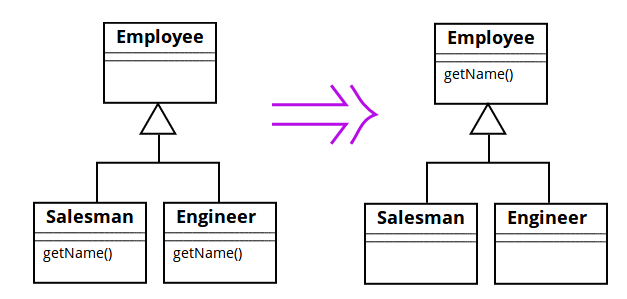 Employee
Salesman
getName()
Engineer
getName()
Employee
getName()
Salesman
Engineer